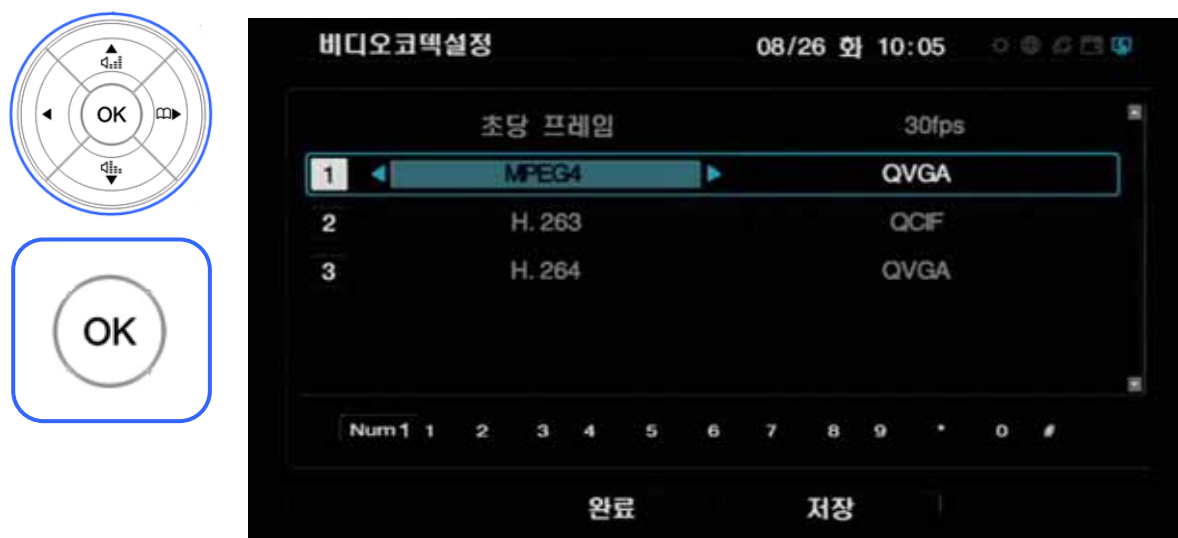 OK
OK
비디오코덱설정 08/26 화 10:05
초당 프레임 30fps
1 MPEG4 QVGA
2 H.263 QCIF
3 H.264 QVGA
Num1 1 2 3 4 5 6 7 8 9 * 0 #
완료 저장